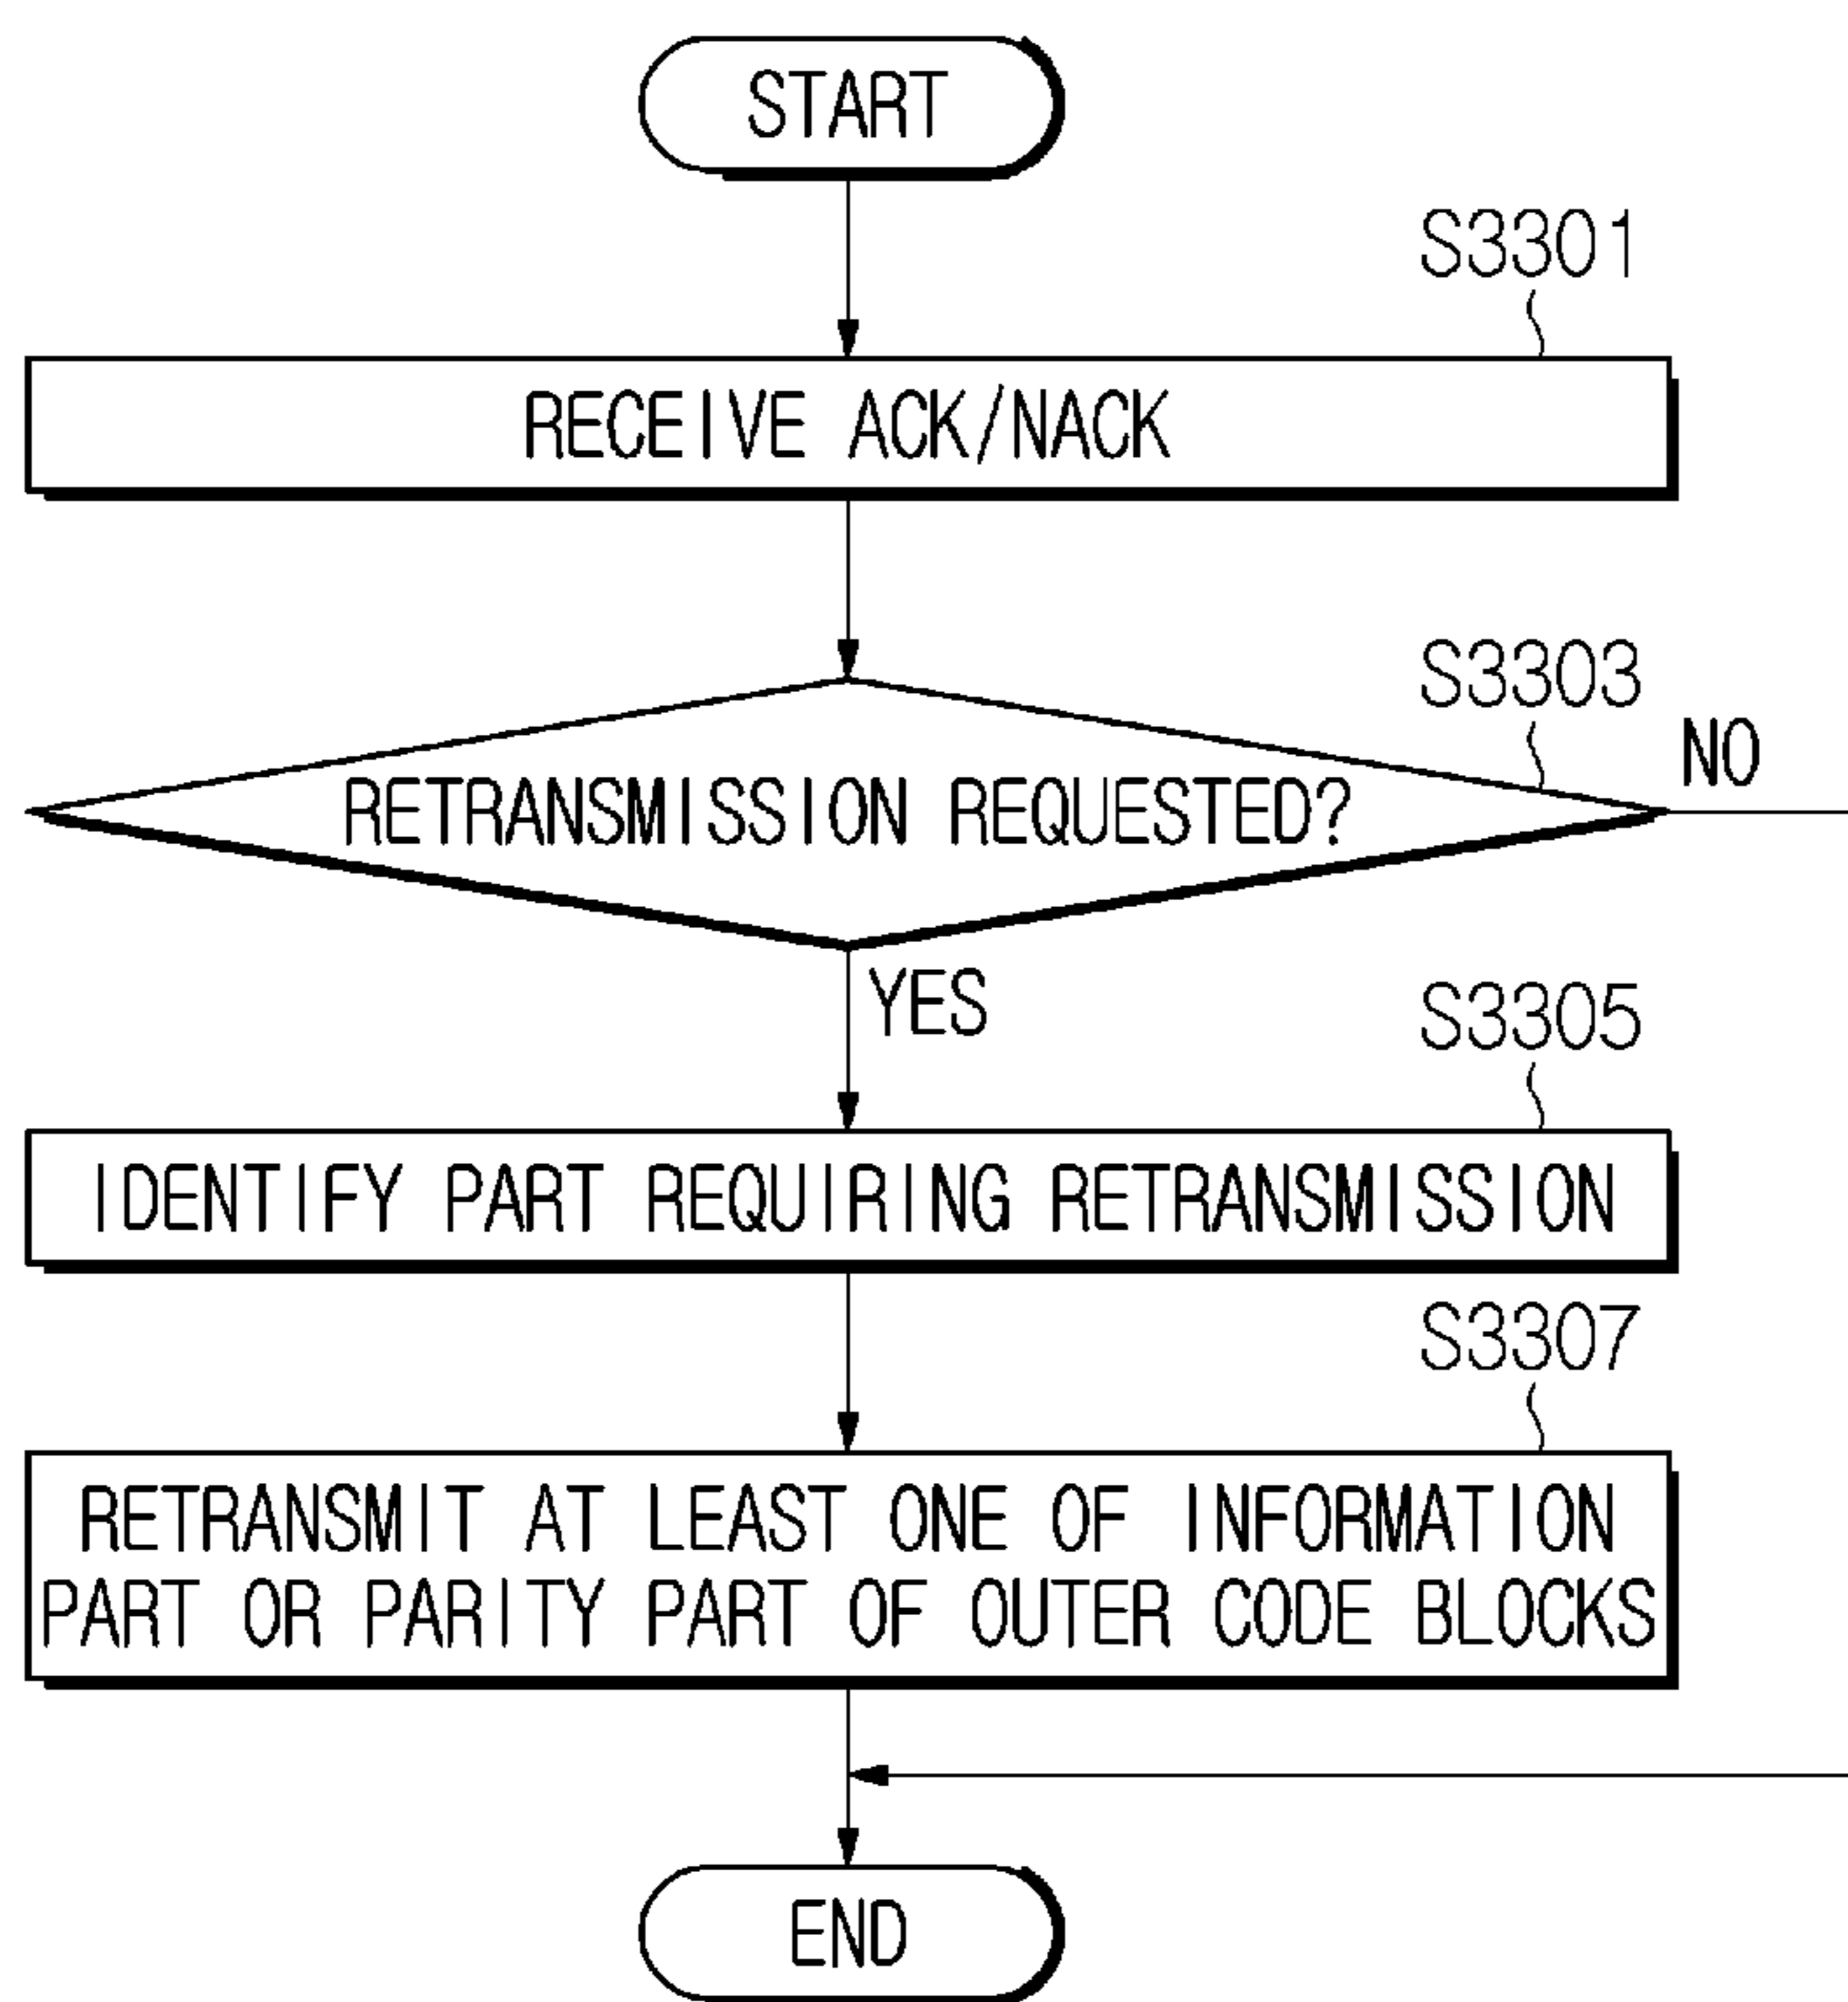 START
S3301
RECEIVE ACK/NACK
S3303
NO
RETRANSMISSION REQUESTED?
YES
S3305
IDENTIFY PART REQUIRING RETRANSMISSION
S3307
RETRANSMIT AT LEAST ONE OF INFORMATION
PART OR PARITY PART OF OUTER CODE BLOCKS
END